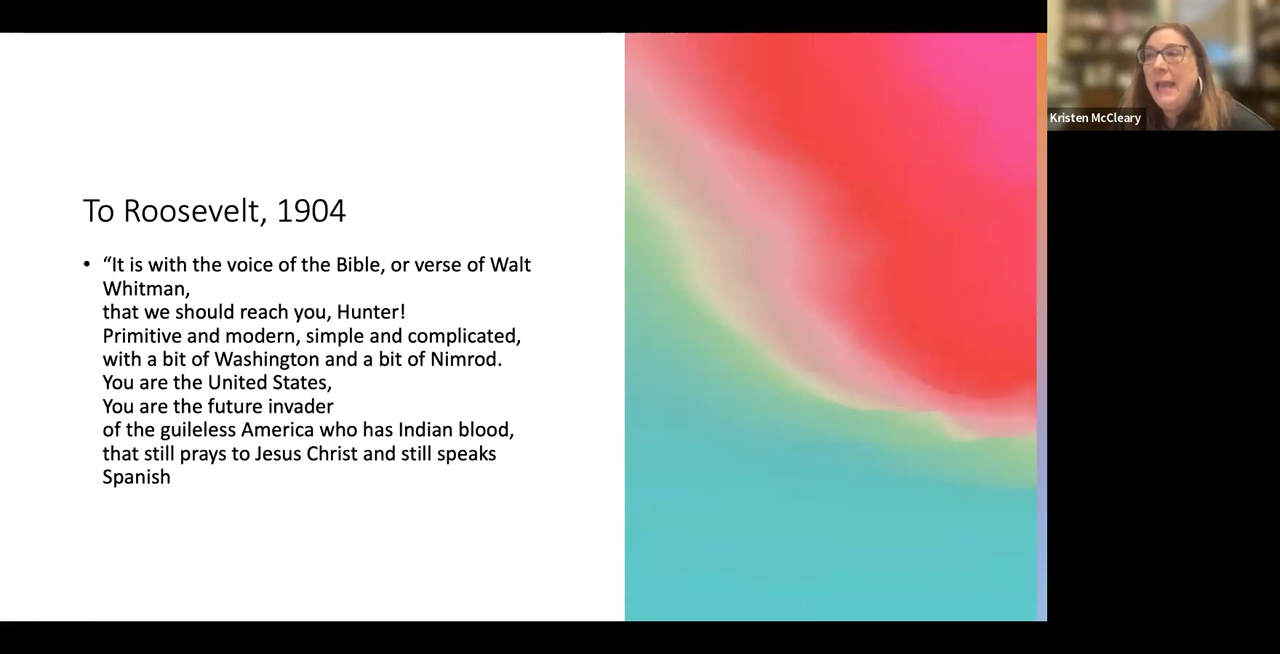 To Roosevelt, 1904
• “It is with the voice of the Bible, or verse of Walt
Whitman,
that we should reach you, Hunter!
Primitive and modern, simple and complicated,
with a bit of Washington and a bit of Nimrod.
You are the United States,
You are the future invader
of the guileless America who has Indian blood,
that still prays to Jesus Christ and still speaks
Spanish
Kristen McCleary